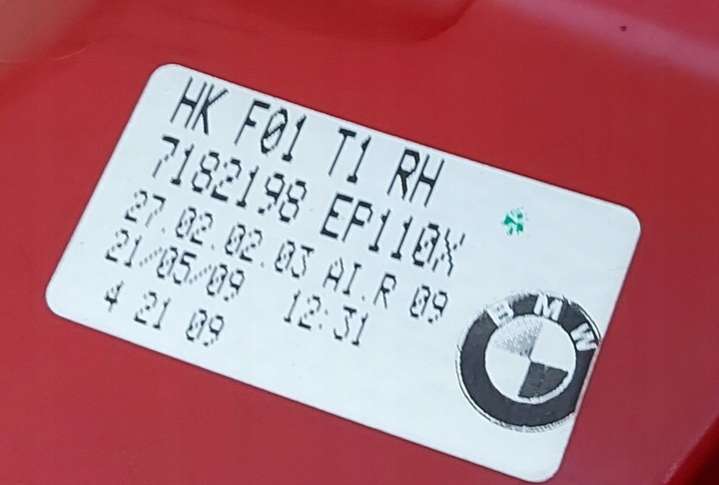 HK F01 T1 RH
7182198 EP110X
27.02.02.03 AI.R 09
21/05/09 12:31
4 21 09
BMW